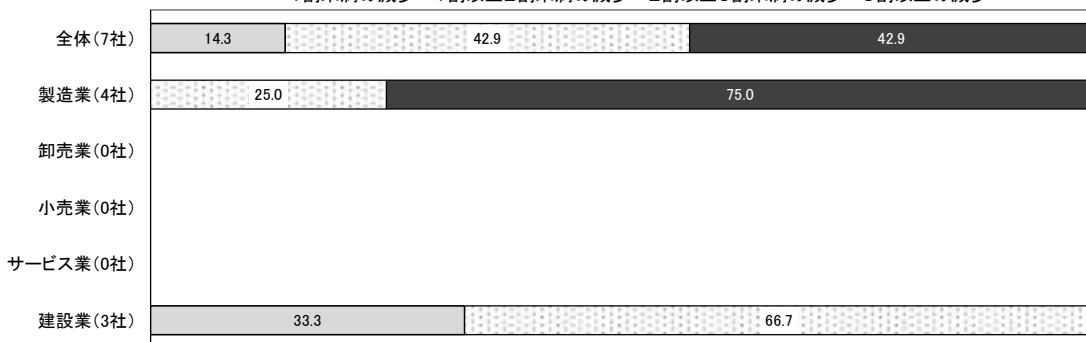 全体(7社) 14.3 42.9 42.9
製造業(4社) 25.0 75.0
卸売業(0社)
小売業(0社)
サービス業(0社)
建設業(3社) 33.3 66.7